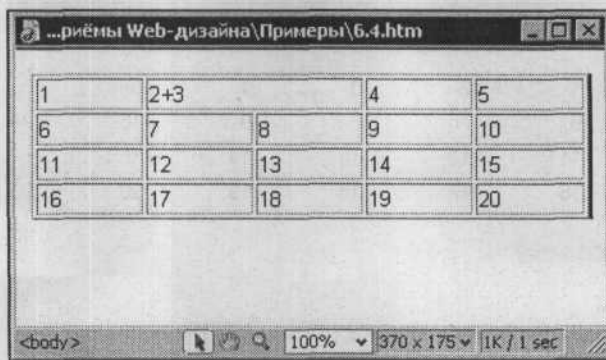 ...риёмы Web-дизайна\Примеры\6.4.htm
1 2+3 4 5
6 7 8 9 10
11 12 13 14 15
16 17 18 19 20
<body> 100% 370 x 175 1K / 1 sec